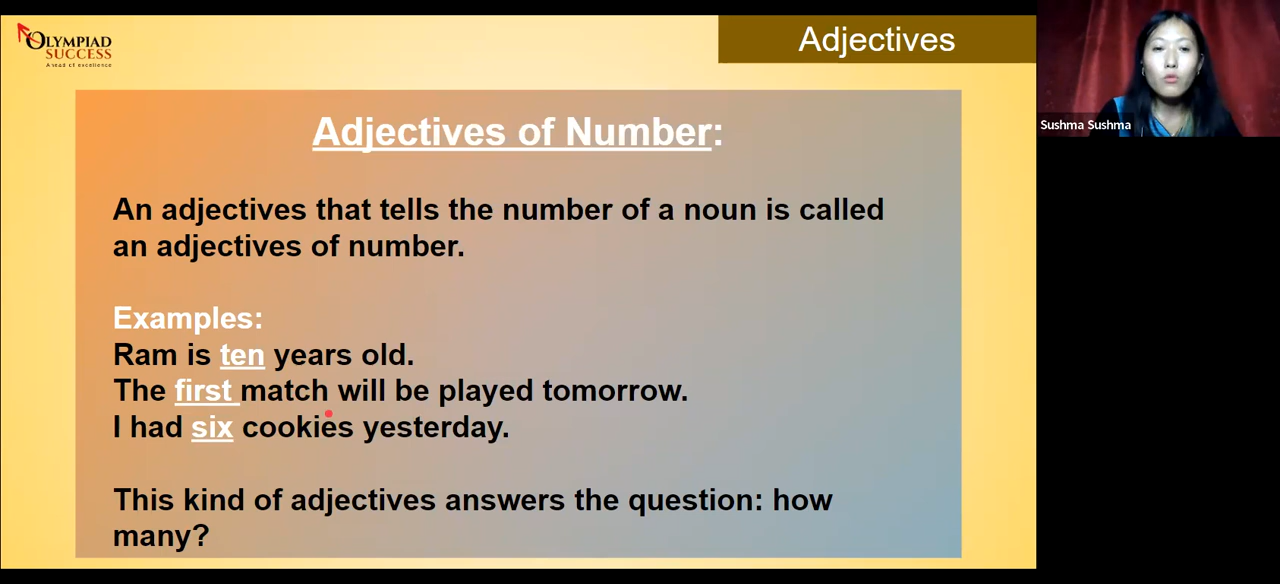 OLYMPIAD
SUCCESS
Ahead of excellence
Adjectives
Sushma Sushma
Adjectives of Number:
An adjectives that tells the number of a noun is called
an adjectives of number.
Examples:
Ram is ten years old.
The first match will be played tomorrow.
I had six cookies yesterday.
This kind of adjectives answers the question: how
many?